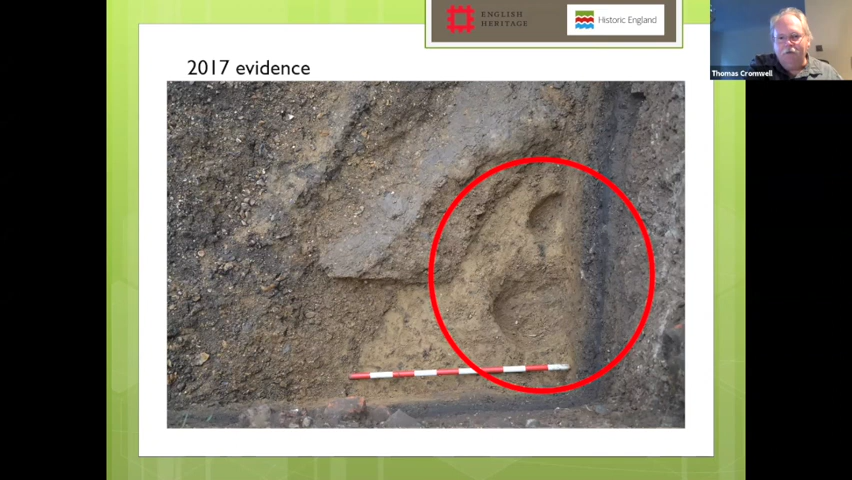 ENGLISH
HERITAGE
Historic England
Thomas Cromwell
2017 evidence